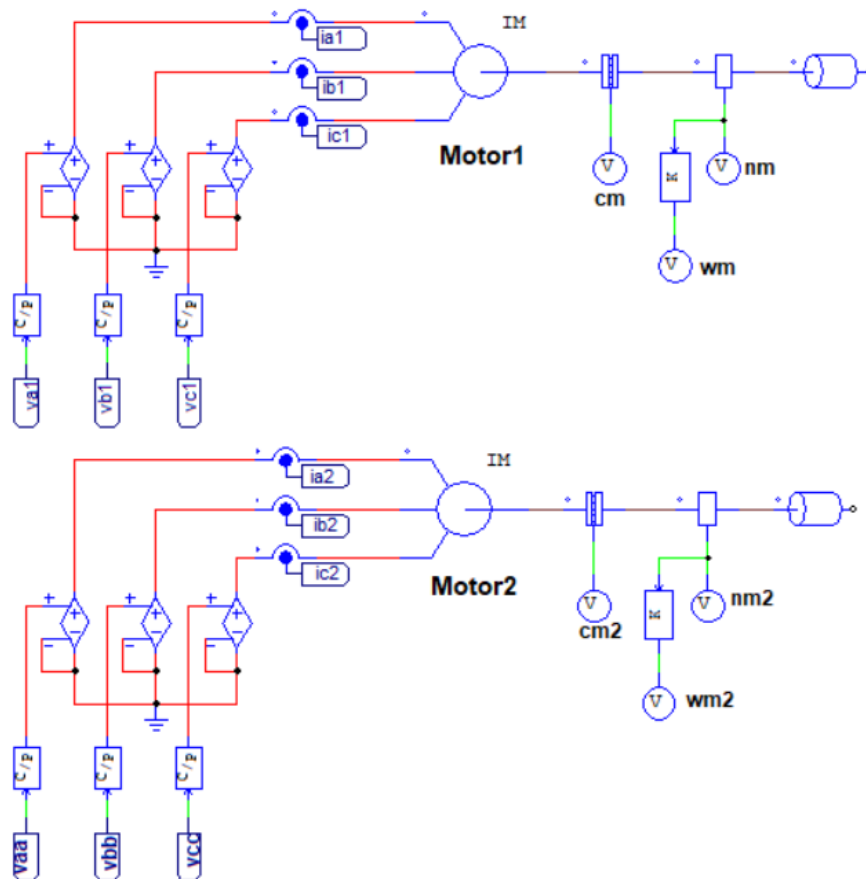 ia1
IM
ib1
ic1
Motor1
nm
cm
K
wm
C/p
C/p
C/p
va1
vb1
vc1
IM
ia2
ib2
ic2
Motor2
nm2
cm2
K
wm2
C/p
C/p
C/p
vaa
vbb
vcc
V
V
V
V
V
V